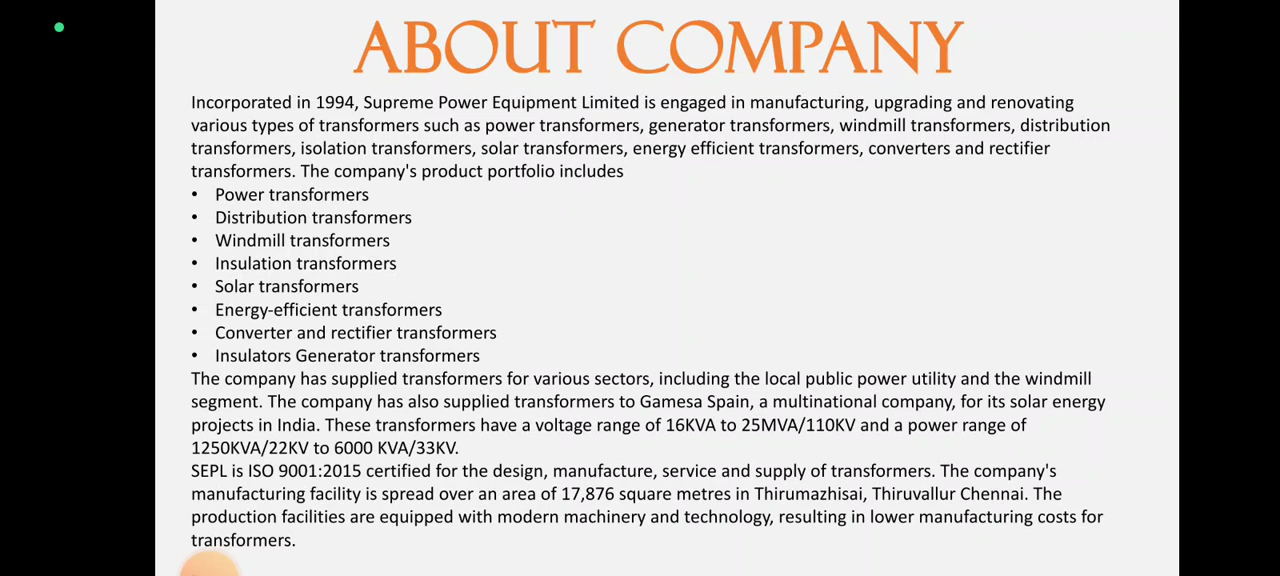 ABOUT COMPANY
Incorporated in 1994, Supreme Power Equipment Limited is engaged in manufacturing, upgrading and renovating
various types of transformers such as power transformers, generator transformers, windmill transformers, distribution
transformers, isolation transformers, solar transformers, energy efficient transformers, converters and rectifier
transformers. The company's product portfolio includes
• Power transformers
• Distribution transformers
• Windmill transformers
• Insulation transformers
• Solar transformers
• Energy-efficient transformers
• Converter and rectifier transformers
• Insulators Generator transformers
The company has supplied transformers for various sectors, including the local public power utility and the windmill
segment. The company has also supplied transformers to Gamesa Spain, a multinational company, for its solar energy
projects in India. These transformers have a voltage range of 16KVA to 25MVA/110KV and a power range of
1250KVA/22KV to 6000 KVA/33KV.
SEPL is ISO 9001:2015 certified for the design, manufacture, service and supply of transformers. The company's
manufacturing facility is spread over an area of 17,876 square metres in Thirumazhisai, Thiruvallur Chennai. The
production facilities are equipped with modern machinery and technology, resulting in lower manufacturing costs for
transformers.